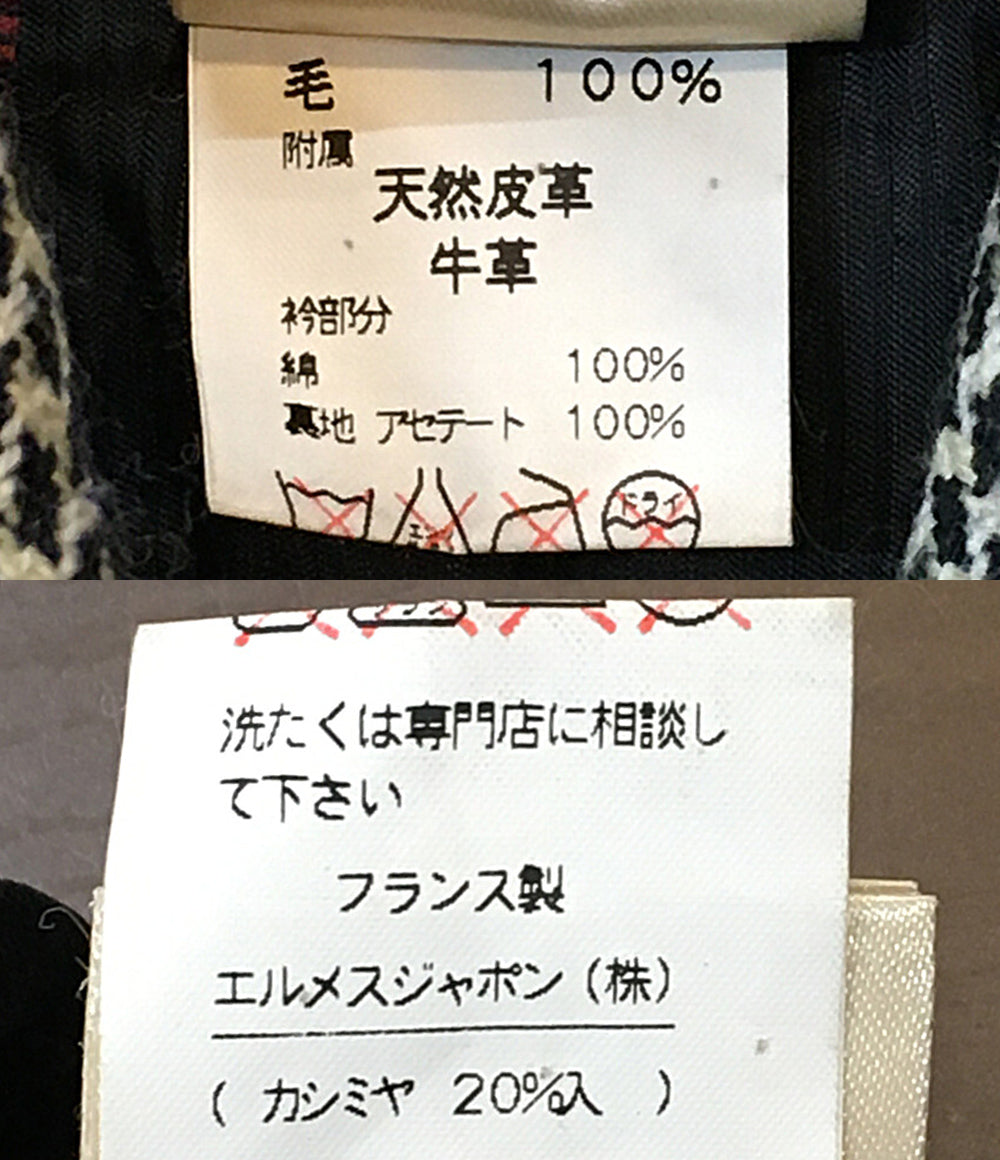 毛 100%
附属
天然皮革
牛革
衿部分
綿 100%
裏地 アセテート 100%
ドライ
洗たくは専門店に相談し
て下さい
フランス製
エルメスジャポン(株)
( カシミヤ 20%入 )